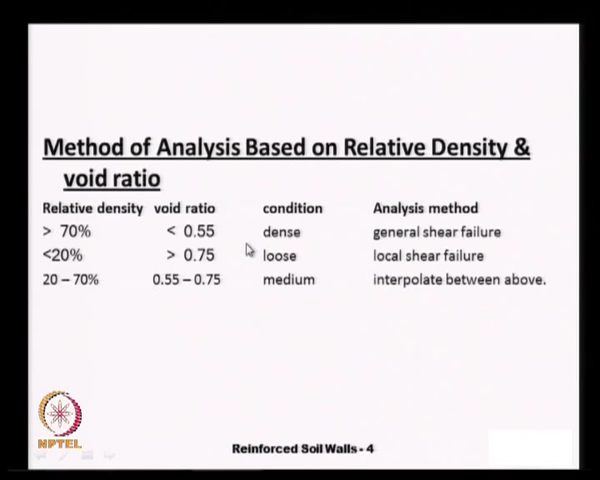 Method of Analysis Based on Relative Density &
void ratio
Relative density void ratio condition Analysis method
> 70% < 0.55 dense general shear failure
<20% > 0.75 loose local shear failure
20 – 70% 0.55 – 0.75 medium interpolate between above.
NPTEL
Reinforced Soil Walls - 4